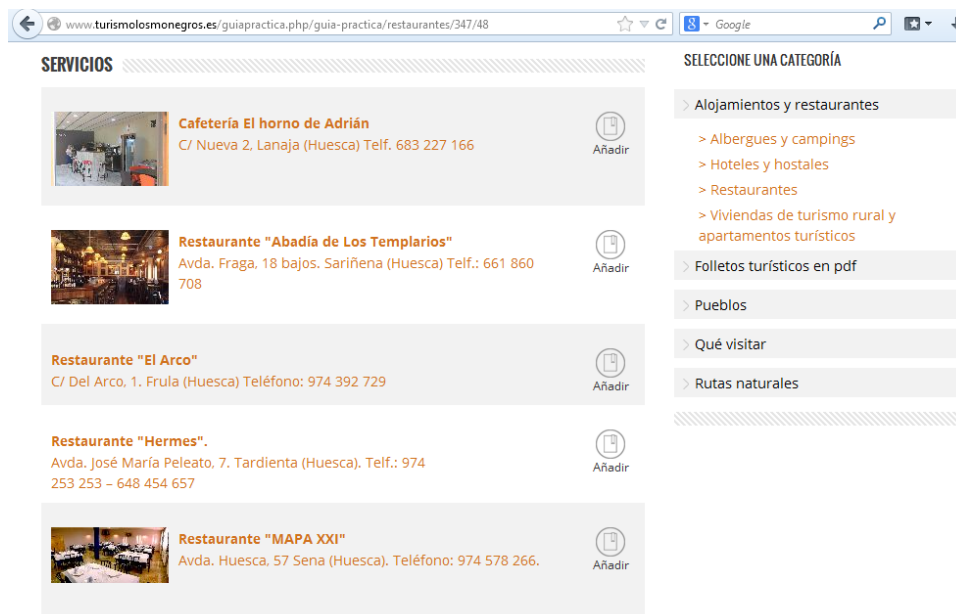 www.turismolosmonegros.es/guiapractica.php/guia-practica/restaurantes/347/48
Google
SERVICIOS
Cafetería El horno de Adrián
C/ Nueva 2, Lanaja (Huesca) Telf. 683 227 166
Añadir
Restaurante "Abadía de Los Templarios"
Avda. Fraga, 18 bajos. Sariñena (Huesca) Telf.: 661 860
708
Añadir
Restaurante "El Arco"
C/ Del Arco, 1. Frula (Huesca) Teléfono: 974 392 729
Añadir
Restaurante "Hermes".
Avda. José María Peleato, 7. Tardienta (Huesca). Telf.: 974
253 253 – 648 454 657
Añadir
Restaurante "MAPA XXI"
Avda. Huesca, 57 Sena (Huesca). Teléfono: 974 578 266.
Añadir
SELECCIONE UNA CATEGORÍA
Alojamientos y restaurantes
> Albergues y campings
> Hoteles y hostales
> Restaurantes
> Viviendas de turismo rural y
apartamentos turísticos
Folletos turísticos en pdf
Pueblos
Qué visitar
Rutas naturales